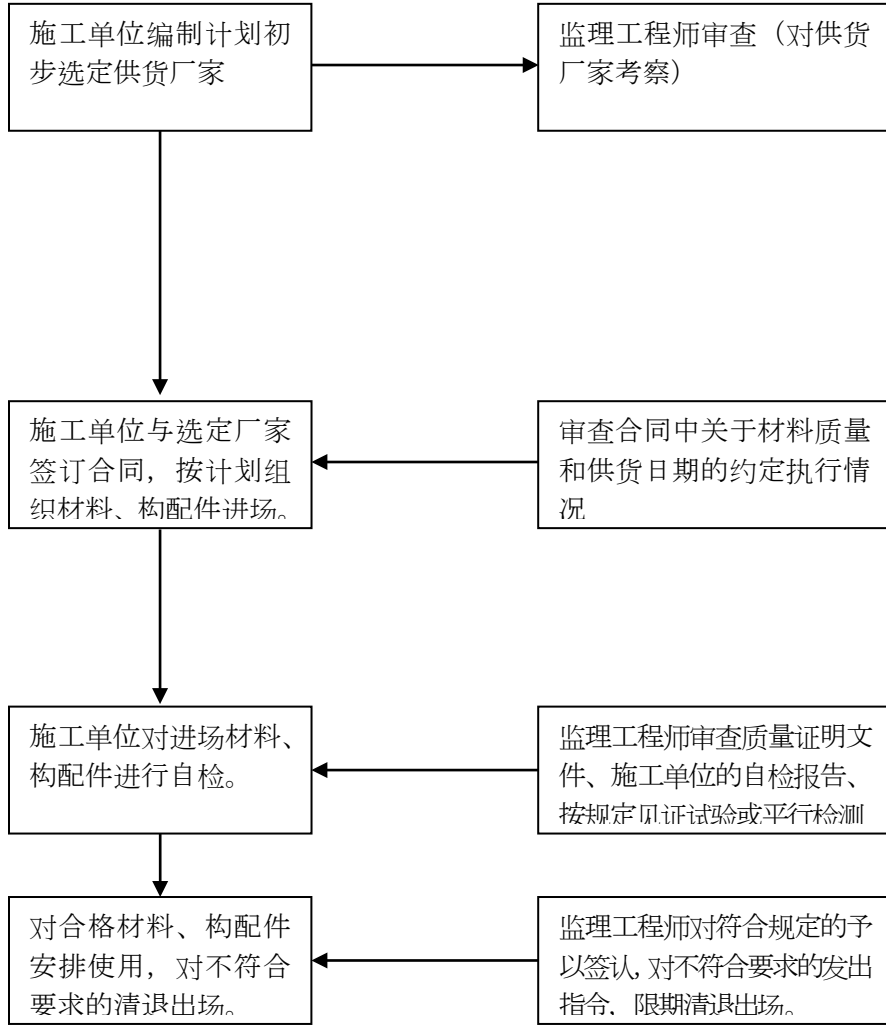 施工单位编制计划初
步选定供货厂家
监理工程师审查（对供货
厂家考察）
施工单位与选定厂家
签订合同，按计划组
织材料、构配件进场。
审查合同中关于材料质量
和供货日期的约定执行情
况
施工单位对进场材料、
构配件进行自检。
监理工程师审查质量证明文
件、施工单位的自检报告、
按规定见证试验或平行检测
对合格材料、构配件
安排使用，对不符合
要求的清退出场。
监理工程师对符合规定的予
以签认,对不符合要求的发出
指令，限期清退出场。